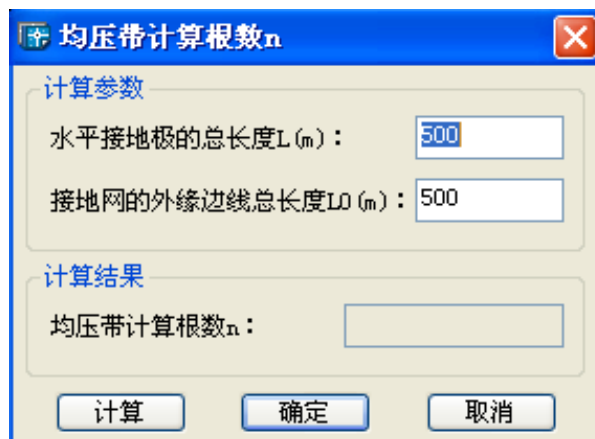 均压带计算根数n
计算参数
水平接地极的总长度L(m): 500
接地网的外缘边线总长度L0(m): 500
计算结果
均压带计算根数n:
计算 确定 取消